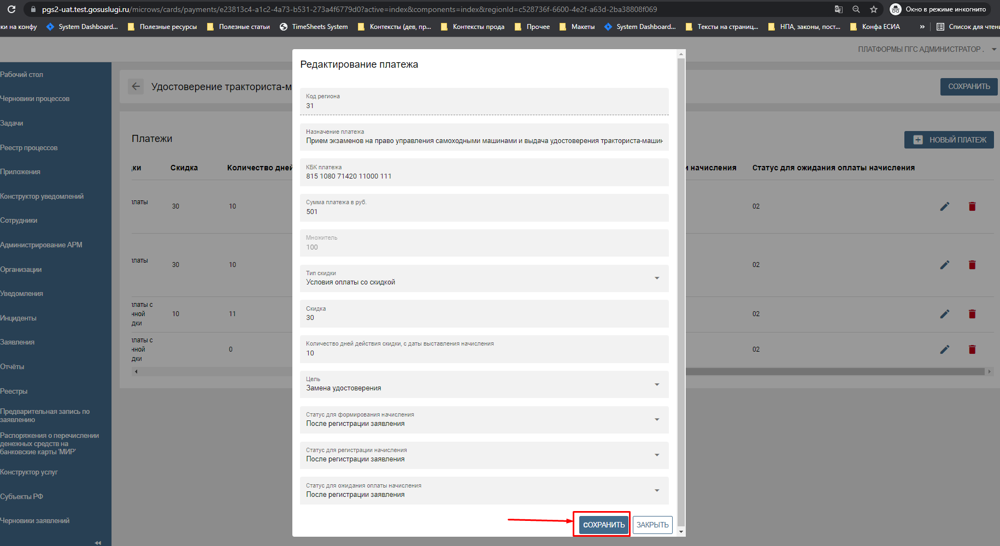 pgs2-uat.test.gosuslugi.ru/microws/cards/payments/e23813c4-a1c2-4a73-b531-273a4f6779d0?active=index&components=index&regionId=c528736f-6600-4e2f-a63d-2ba38808f069
Окно в режиме инкогнито
ки на конфу
System Dashboard...
Полезные ресурсы
Полезные статьи
TimeSheets System
Контексты (дев, пр...
Контексты прода
Прочее
Макеты
System Dashboard...
Тексты на страниц...
НПА, законы, пост...
Конфа ЕСИА
»
Список для чтени
ПЛАТФОРМЫ ПГС АДМИНИСТРАТОР .
Рабочий стол
Черновики процессов
Задачи
Реестр процессов
Приложения
Конструктор уведомлений
Сотрудники
Администрирование АРМ
Организации
Уведомления
Инциденты
Заявления
Отчёты
Реестры
Предварительная запись по
заявлению
Распоряжения о перечислении
денежных средств на
банковские карты 'МИР'
Конструктор услуг
Субъекты РФ
Черновики заявлений
Удостоверение тракториста-м
СОХРАНИТЬ
Платежи
НОВЫЙ ПЛАТЕЖ
ки Скидка Количество дней и начисления Статус для ожидания оплаты начисления
платы 30 10 02
платы 30 10 02
платы с
нной
дки
10 11 02
платы с
нной
дки
0 02
Редактирование платежа
Код региона
31
Назначение платежа
Прием экзаменов на право управления самоходными машинами и выдача удостоверения тракториста-машин
КБК платежа
815 1080 71420 11000 111
Сумма платежа в руб.
501
Множитель
100
Тип скидки
Условия оплаты со скидкой
Скидка
30
Количество дней действия скидки, с даты выставления начисления
10
Цель
Замена удостоверения
Статус для формирования начисления
После регистрации заявления
Статус для регистрации начисления
После регистрации заявления
Статус для ожидания оплаты начисления
После регистрации заявления
СОХРАНИТЬ
ЗАКРЫТЬ